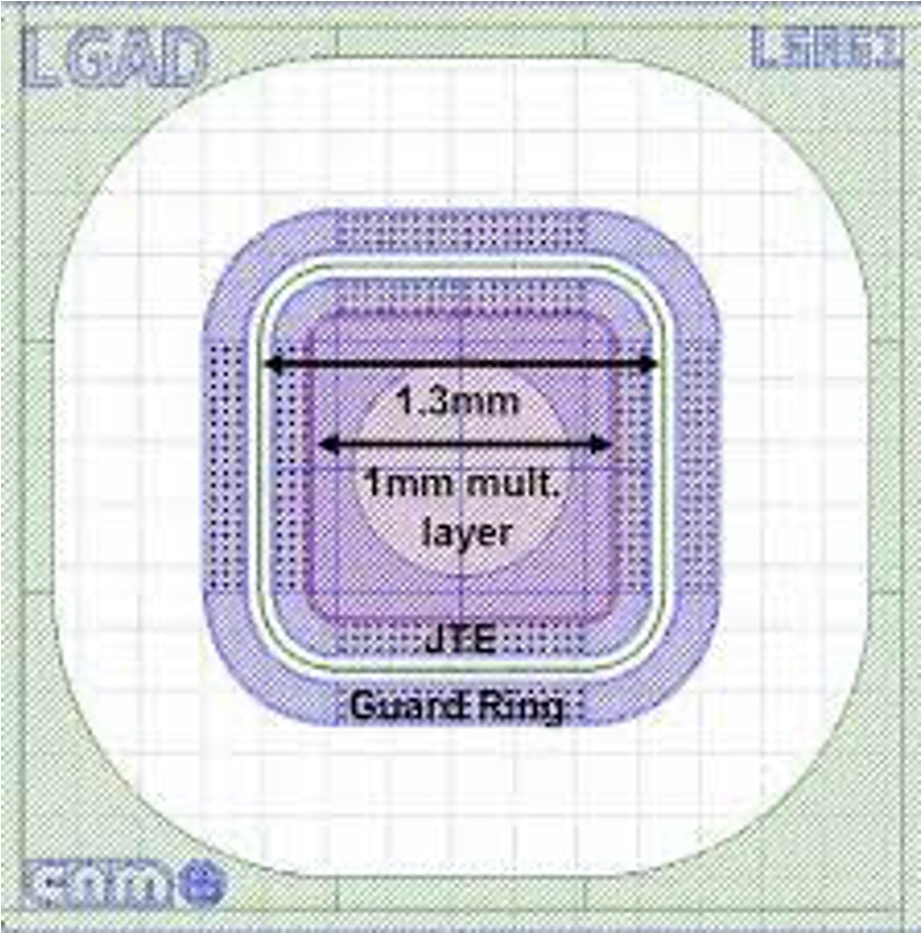 LGAD
1.3mm
1mm mult.
layer
JTE
Guard Ring
cnm